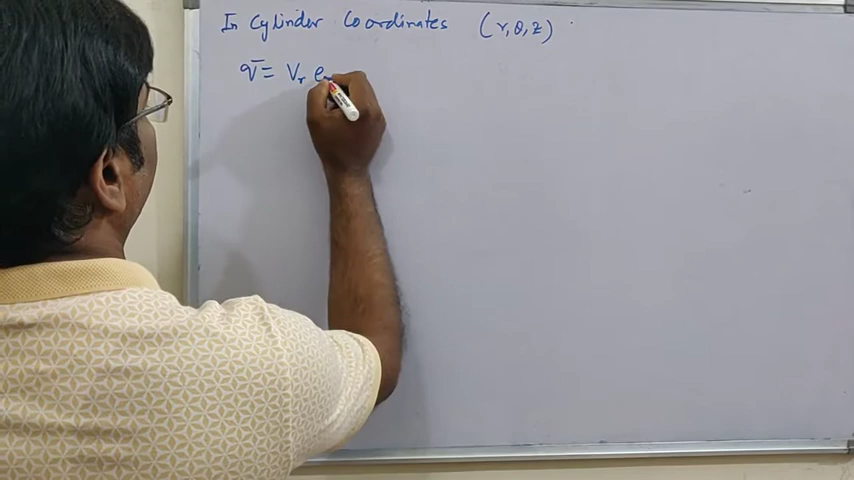 In Cylinder Coordinates (r,θ,z)
q̄= Vr e